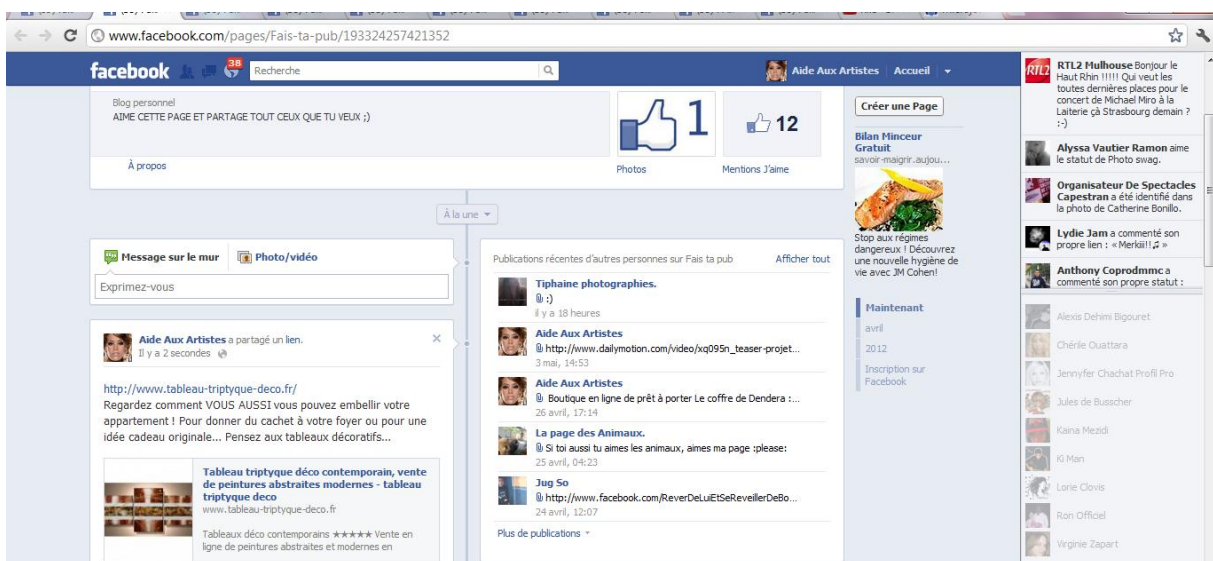 www.facebook.com/pages/Fais-ta-pub/193324257421352
facebook
38
Recherche
Aide Aux Artistes
Accueil
Blog personnel
AIME CETTE PAGE ET PARTAGE TOUT CEUX QUE TU VEUX ;)
À propos
1
Photos
12
Mentions J'aime
À la une
Message sur le mur
Photo/vidéo
Exprimez-vous
Aide Aux Artistes a partagé un lien.
Il y a 2 secondes
http://www.tableau-triptyque-deco.fr/
Regardez comment VOUS AUSSI vous pouvez embellir votre
appartement ! Pour donner du cachet à votre foyer ou pour une
idée cadeau originale... Pensez aux tableaux décoratifs...
Tableau triptyque déco contemporain, vente
de peintures abstraites modernes - tableau
triptyque deco
www.tableau-triptyque-deco.fr
Tableaux déco contemporains ★★★★★ Vente en
ligne de peintures abstraites et modernes en
Publications récentes d'autres personnes sur Fais ta pub
Afficher tout
Tiphaine photographies.
:)
il y a 18 heures
Aide Aux Artistes
http://www.dailymotion.com/video/xq095n_teaser-projet...
3 mai, 14:53
Aide Aux Artistes
Boutique en ligne de prêt à porter Le coffre de Dendera :...
26 avril, 17:14
La page des Animaux.
Si toi aussi tu aimes les animaux, aimes ma page :please:
25 avril, 04:23
Jug So
http://www.facebook.com/ReverDeLuiEtSeReveillerDeBo...
24 avril, 12:07
Plus de publications
Créer une Page
Bilan Minceur
Gratuit
savoir-maigrir.aujou...
Stop aux régimes
dangereux ! Découvrez
une nouvelle hygiène de
vie avec JM Cohen!
Maintenant
avril
2012
Inscription sur
Facebook
RTL2
RTL2 Mulhouse Bonjour le
Haut Rhin !!!!! Qui veut les
toutes dernières places pour le
concert de Michael Miro à la
Laiterie çà Strasbourg demain ?
:-)
Alyssa Vautier Ramon aime
le statut de Photo swag.
Organisateur De Spectacles
Capestran a été identifié dans
la photo de Catherine Bonillo.
Lydie Jam a commenté son
propre lien : «Merkii!!♫ »
Anthony Coprodmmc a
commenté son propre statut :
Alexis Dehimi Bigouret
Chérile Ouattara
Jennyfer Chachat Profil Pro
Jules de Busscher
Kaina Mezidi
Ki Man
Lorie Clovis
Ron Officiel
Virginie Zapart